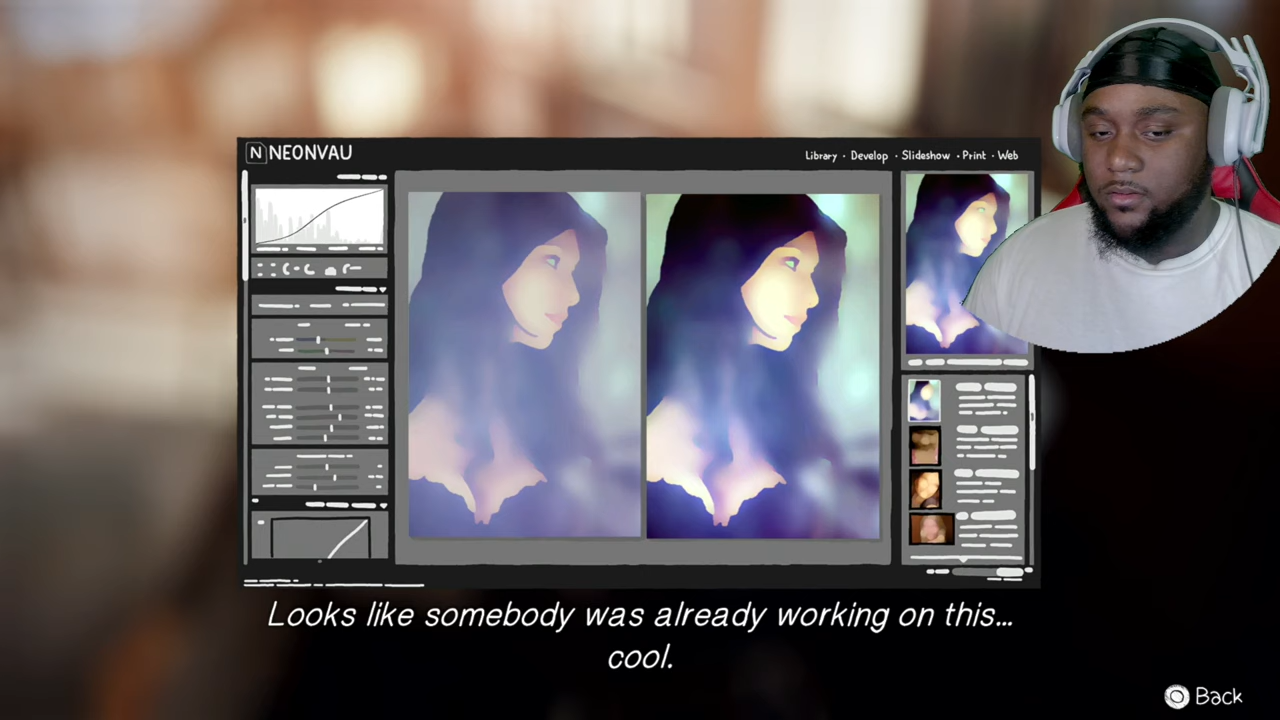 N NEONVAU
Library · Develop · Slideshow · Print · Web
Looks like somebody was already working on this...
cool.
Back